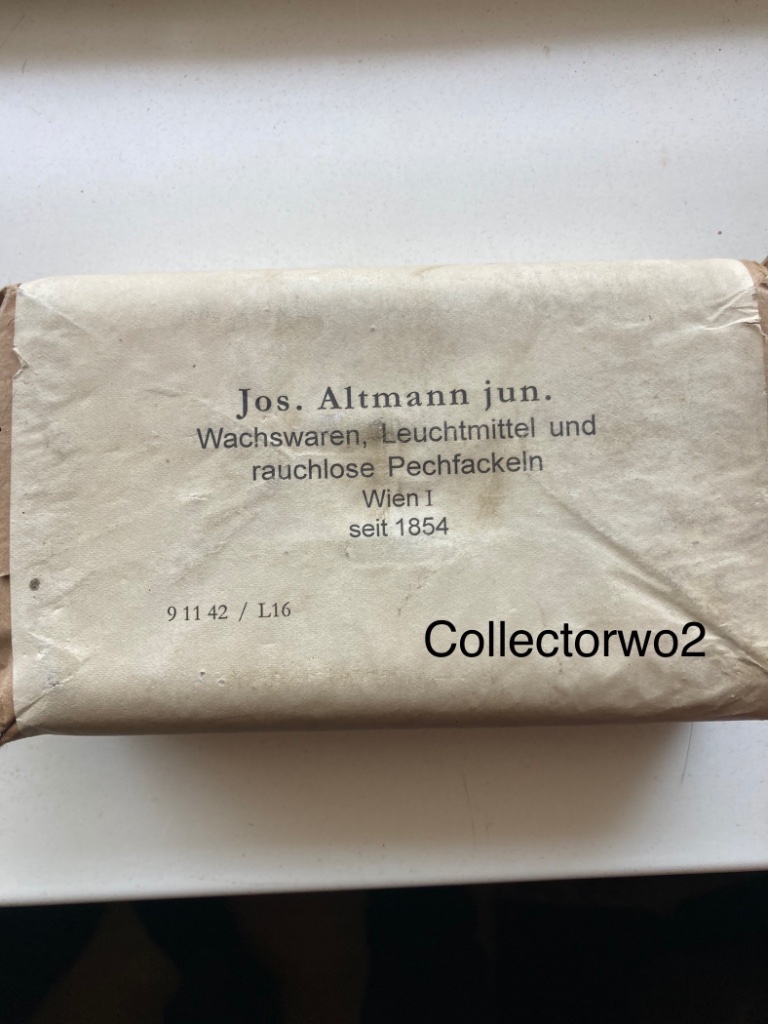 Jos. Altmann jun.
Wachswaren, Leuchtmittel und
rauchlose Pechfackeln
Wien I
seit 1854
9 11 42 / L16
Collectorwo2